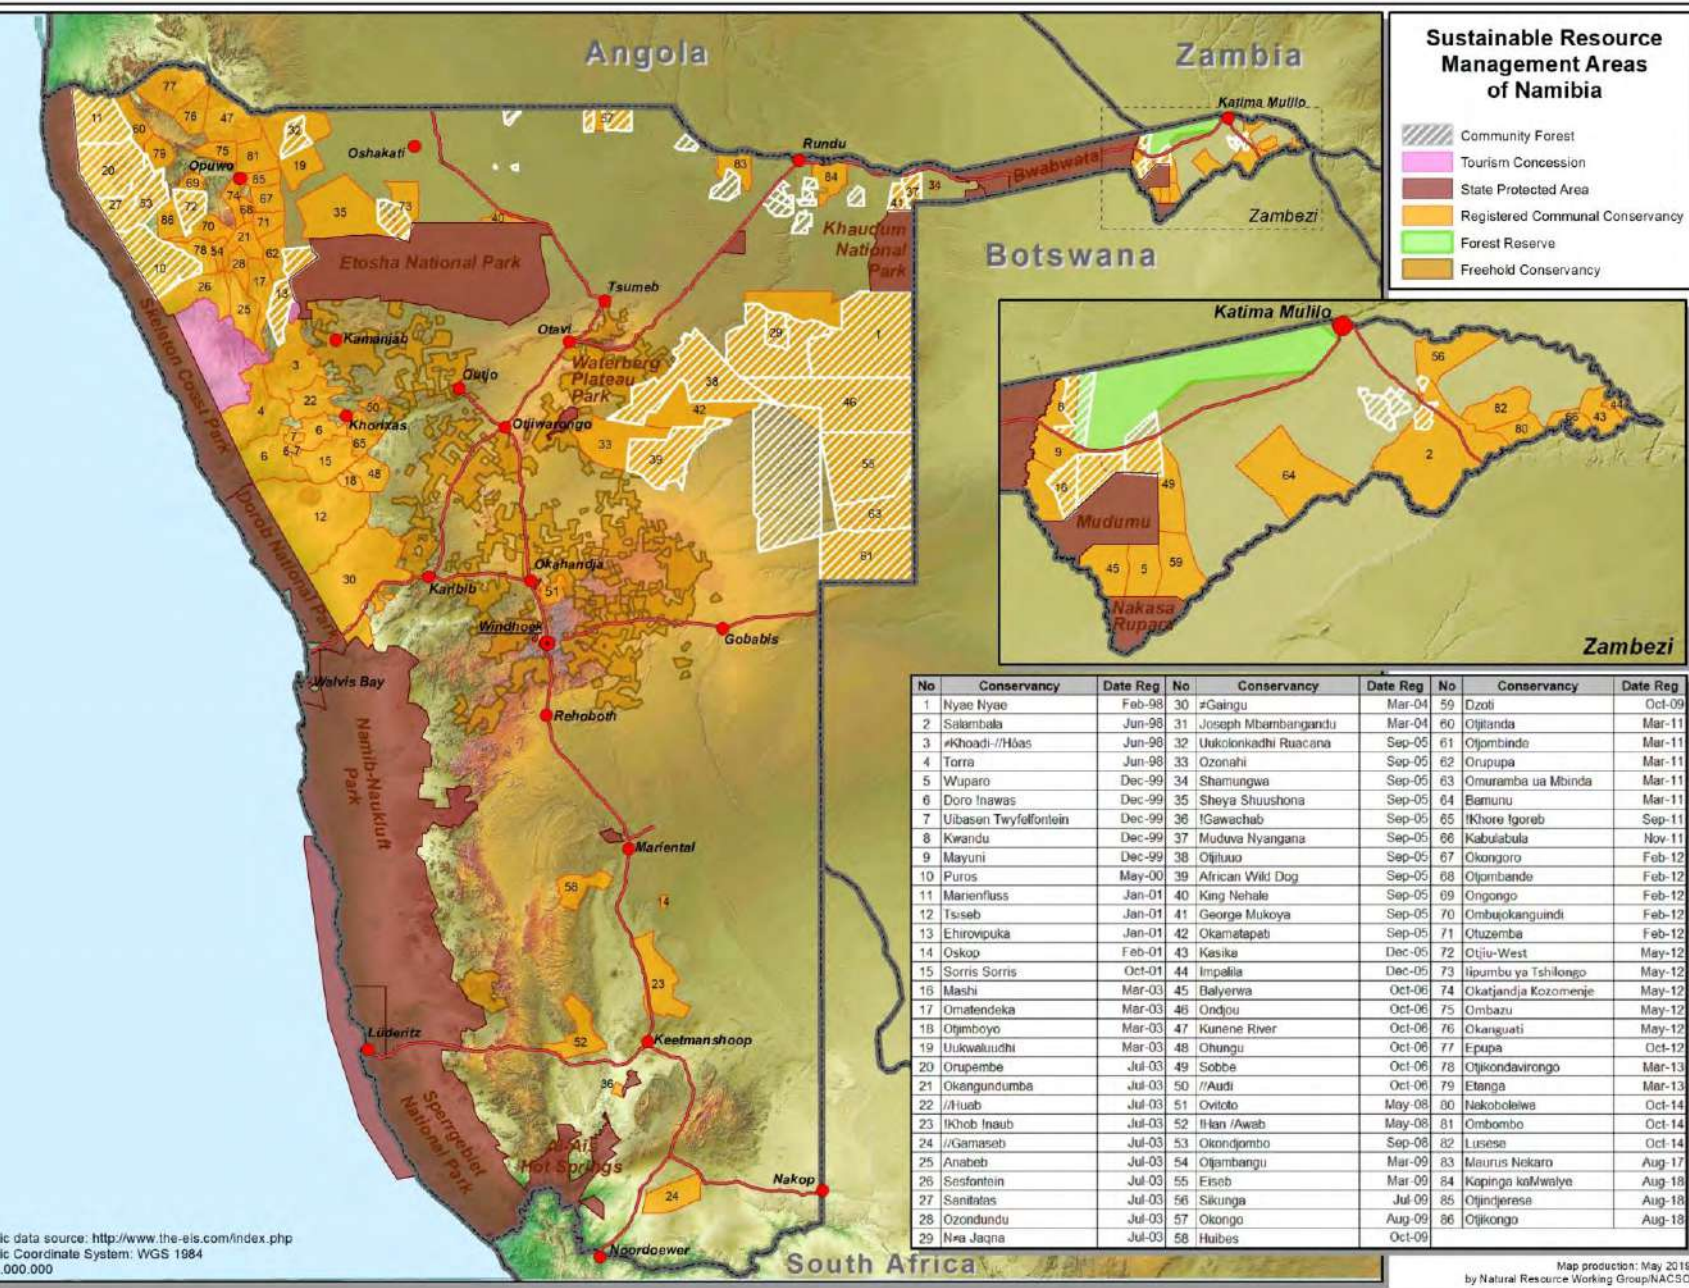 Angola
Zambia
Botswana
South Africa
Sustainable Resource
Management Areas
of Namibia
Community Forest
Tourism Concession
State Protected Area
Registered Communal Conservancy
Forest Reserve
Freehold Conservancy
Katima Mulilo
Oshakati
Rundu
Opuwo
Bwabwata
Zambezi
Khaudum
National
Park
Etosha National Park
Tsumeb
Otavi
Kamanjab
Waterberg
Plateau
Park
Outjo
Otjiwarongo
Khorixas
Skeleton Coast Park
Dorob National Park
Karibib
Okahandja
Windhoek
Gobabis
Walvis Bay
Rehoboth
Namib-Naukluft
Park
Mariental
Lüderitz
Keetmanshoop
Sperrgebiet
National Park
Ai-Ais
Hot Springs
Nakop
Noordoewer
Katima Mulilo
Mudumu
Nakasa
Rupara
Zambezi
No Conservancy Date Reg No Conservancy Date Reg No Conservancy Date Reg
1 Nyae Nyae Feb-98 30 ≠Gaingu Mar-04 59 Dzoti Oct-09
2 Salambala Jun-98 31 Joseph Mbambangandu Mar-04 60 Otjitanda Mar-11
3 ≠Khoadi-//Hôas Jun-98 32 Uukolonkadhi Ruacana Sep-05 61 Otjombinde Mar-11
4 Torra Jun-98 33 Ozonahi Sep-05 62 Orupupa Mar-11
5 Wuparo Dec-99 34 Shamungwa Sep-05 63 Omuramba ua Mbinda Mar-11
6 Doro !nawas Dec-99 35 Sheya Shuushona Sep-05 64 Bamunu Mar-11
7 Uibasen Twyfelfontein Dec-99 36 !Gawachab Sep-05 65 !Khore !goreb Sep-11
8 Kwandu Dec-99 37 Muduva Nyangana Sep-05 66 Kabulabula Nov-11
9 Mayuni Dec-99 38 Otjituuo Sep-05 67 Okongoro Feb-12
10 Puros May-00 39 African Wild Dog Sep-05 68 Otjombande Feb-12
11 Marienfluss Jan-01 40 King Nehale Sep-05 69 Ongongo Feb-12
12 Tsiseb Jan-01 41 George Mukoya Sep-05 70 Ombujokanguindi Feb-12
13 Ehirovipuka Jan-01 42 Okamatapati Sep-05 71 Otuzemba Feb-12
14 Oskop Feb-01 43 Kasika Dec-05 72 Otjiu-West May-12
15 Sorris Sorris Oct-01 44 Impalila Dec-05 73 Iipumbu ya Tshilongo May-12
16 Mashi Mar-03 45 Balyerwa Oct-06 74 Okatjandja Kozomenje May-12
17 Omatendeka Mar-03 46 Ondjou Oct-06 75 Ombazu May-12
18 Otjimboyo Mar-03 47 Kunene River Oct-06 76 Okanguati May-12
19 Uukwaluudhi Mar-03 48 Ohungu Oct-06 77 Epupa Oct-12
20 Orupembe Jul-03 49 Sobbe Oct-06 78 Otjikondavirongo Mar-13
21 Okangundumba Jul-03 50 //Audi Oct-06 79 Etanga Mar-13
22 //Huab Jul-03 51 Ovitoto May-08 80 Nakabolelwa Oct-14
23 !Khob !naub Jul-03 52 !Han /Awab May-08 81 Ombombo Oct-14
24 //Gamaseb Jul-03 53 Okondjombo Sep-08 82 Lusese Oct-14
25 Anabeb Jul-03 54 Otjambangu Mar-09 83 Maurus Nekaro Aug-17
26 Sesfontein Jul-03 55 Eiseb Mar-09 84 Kapinga kaMwalye Aug-18
27 Sanitatas Jul-03 56 Sikunga Jul-09 85 Otjindjerese Aug-18
28 Ozondundu Jul-03 57 Okongo Aug-09 86 Otjikongo Aug-18
29 N≠a Jaqna Jul-03 58 Huibes Oct-09
ic data source: http://www.the-eis.com/index.php
ic Coordinate System: WGS 1984
.000.000
Map production: May 2019
by Natural Resource Working Group/NACSO